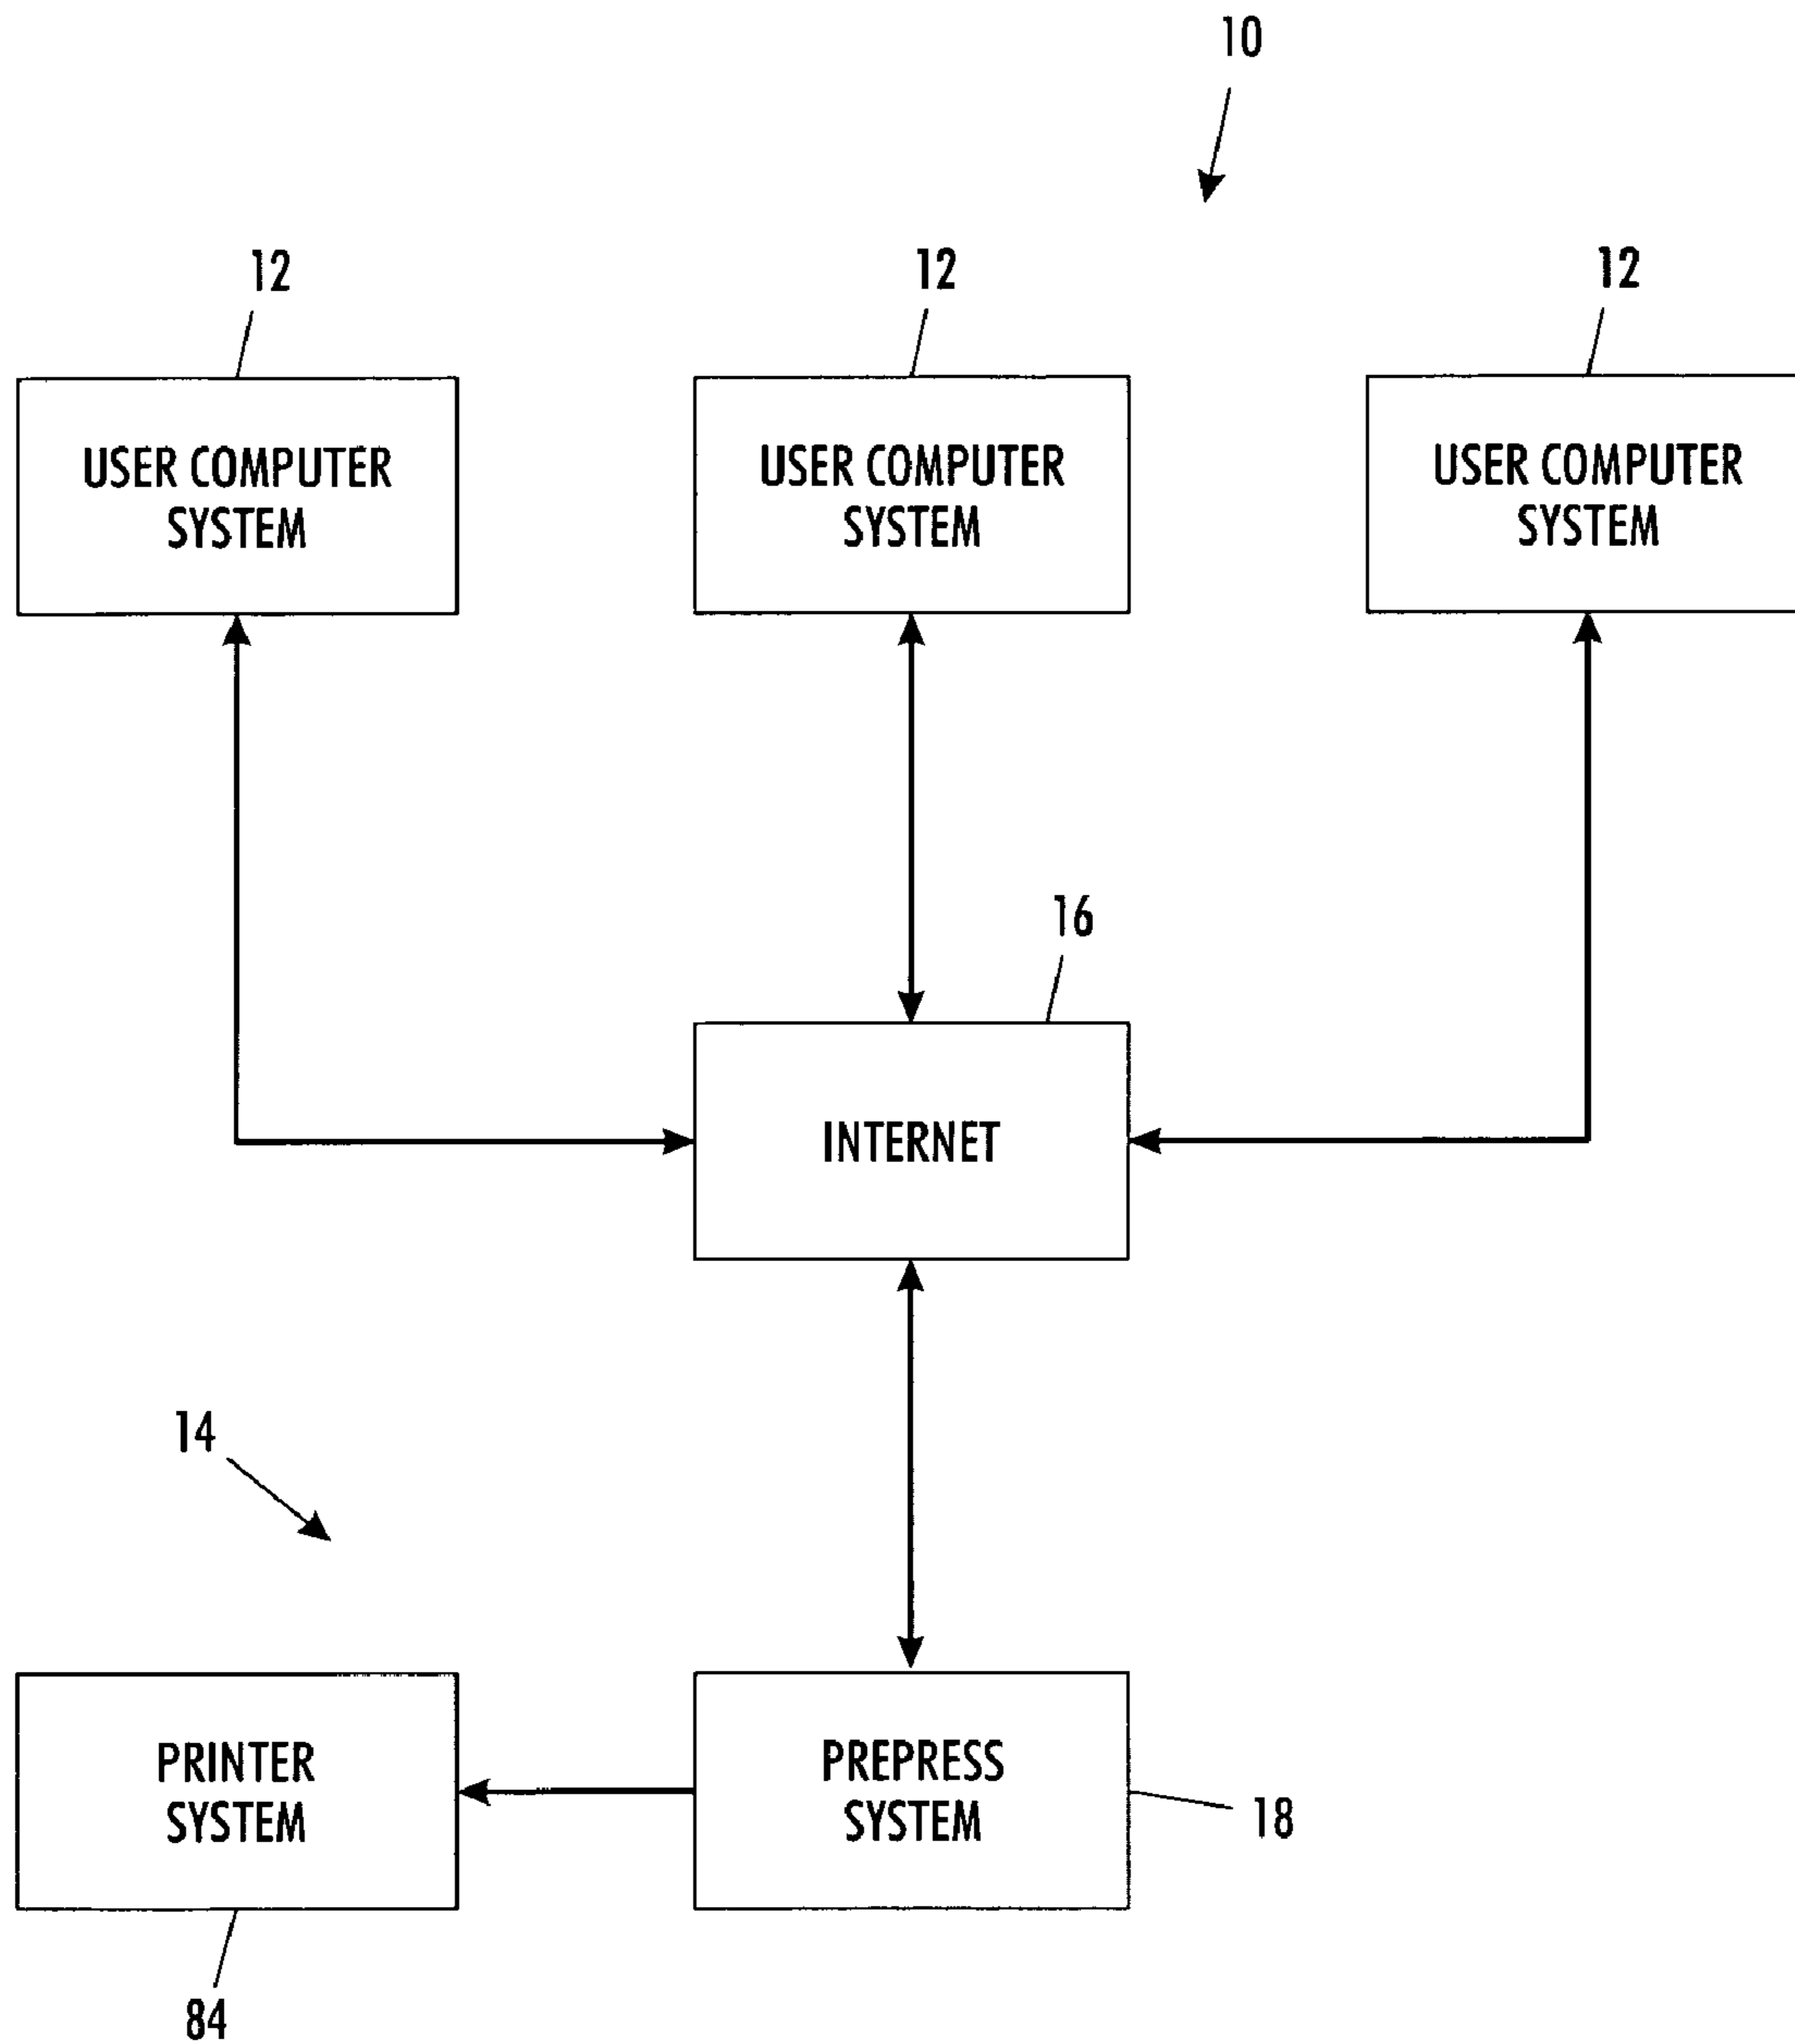 10
12
12
12
USER COMPUTER
SYSTEM
USER COMPUTER
SYSTEM
USER COMPUTER
SYSTEM
16
INTERNET
14
PRINTER
SYSTEM
PREPRESS
SYSTEM
18
84